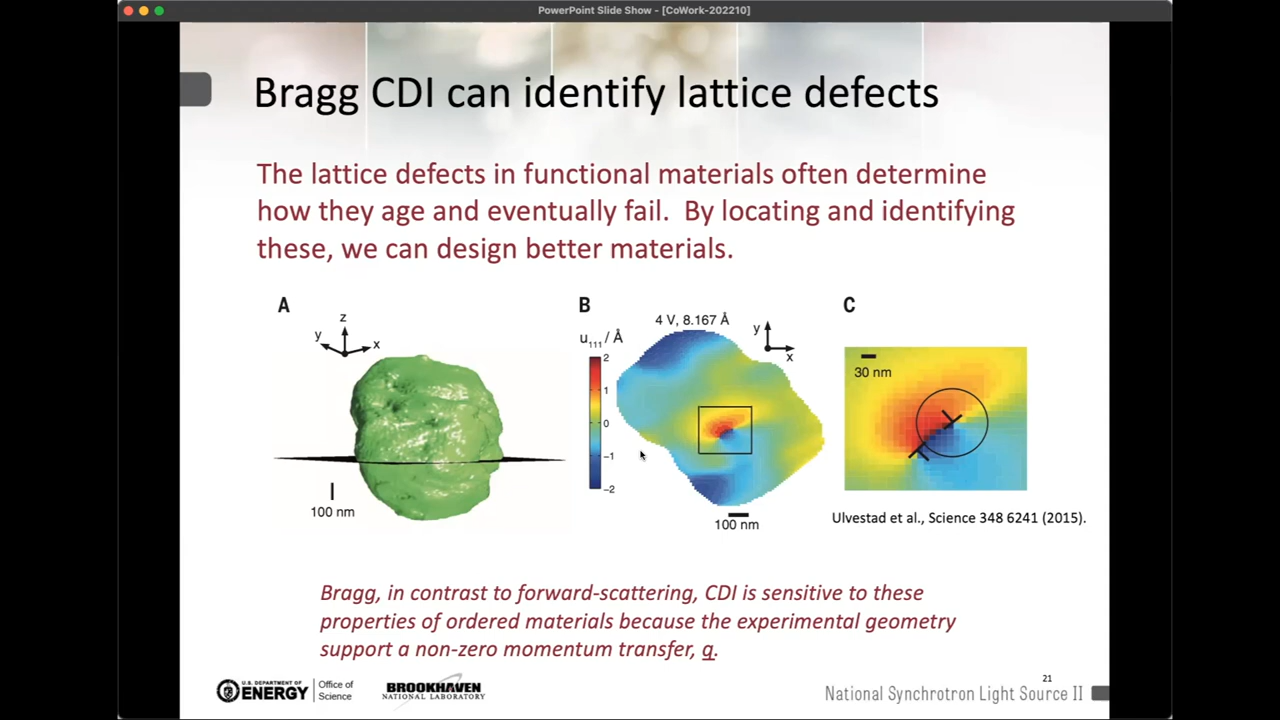 PowerPoint Slide Show - [CoWork-202210]
Bragg CDI can identify lattice defects
The lattice defects in functional materials often determine
how they age and eventually fail. By locating and identifying
these, we can design better materials.
A
z
y
x
100 nm
B
4 V, 8.167 Å
u111 / Å
2
1
0
−1
−2
y
x
100 nm
C
30 nm
Ulvestad et al., Science 348 6241 (2015).
Bragg, in contrast to forward-scattering, CDI is sensitive to these
properties of ordered materials because the experimental geometry
support a non-zero momentum transfer, q.
U.S. DEPARTMENT OF
ENERGY
Office of
Science
BROOKHAVEN
NATIONAL LABORATORY
21
National Synchrotron Light Source II